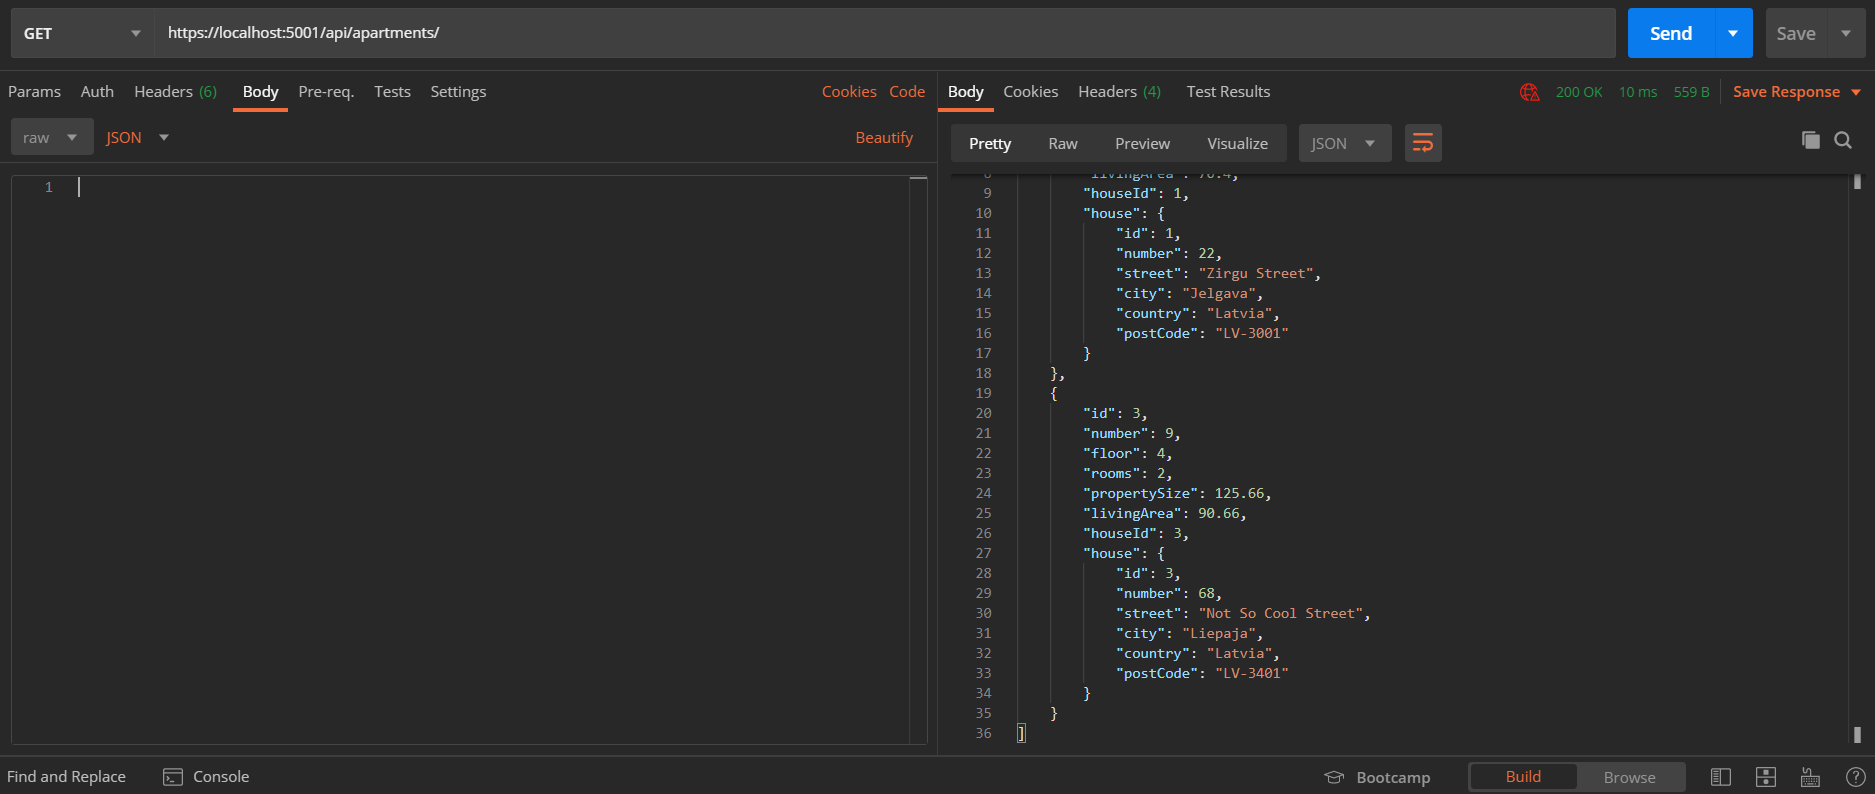 GET https://localhost:5001/api/apartments/ Send Save
Params Auth Headers (6) Body Pre-req. Tests Settings Cookies Code
raw JSON Beautify
1
Body Cookies Headers (4) Test Results 200 OK 10 ms 559 B Save Response
Pretty Raw Preview Visualize JSON
8 "livingArea": 70.4,
9 "houseId": 1,
10 "house": {
11 "id": 1,
12 "number": 22,
13 "street": "Zirgu Street",
14 "city": "Jelgava",
15 "country": "Latvia",
16 "postCode": "LV-3001"
17 }
18 },
19 {
20 "id": 3,
21 "number": 9,
22 "floor": 4,
23 "rooms": 2,
24 "propertySize": 125.66,
25 "livingArea": 90.66,
26 "houseId": 3,
27 "house": {
28 "id": 3,
29 "number": 68,
30 "street": "Not So Cool Street",
31 "city": "Liepaja",
32 "country": "Latvia",
33 "postCode": "LV-3401"
34 }
35 }
36 ]
Find and Replace Console Bootcamp Build Browse